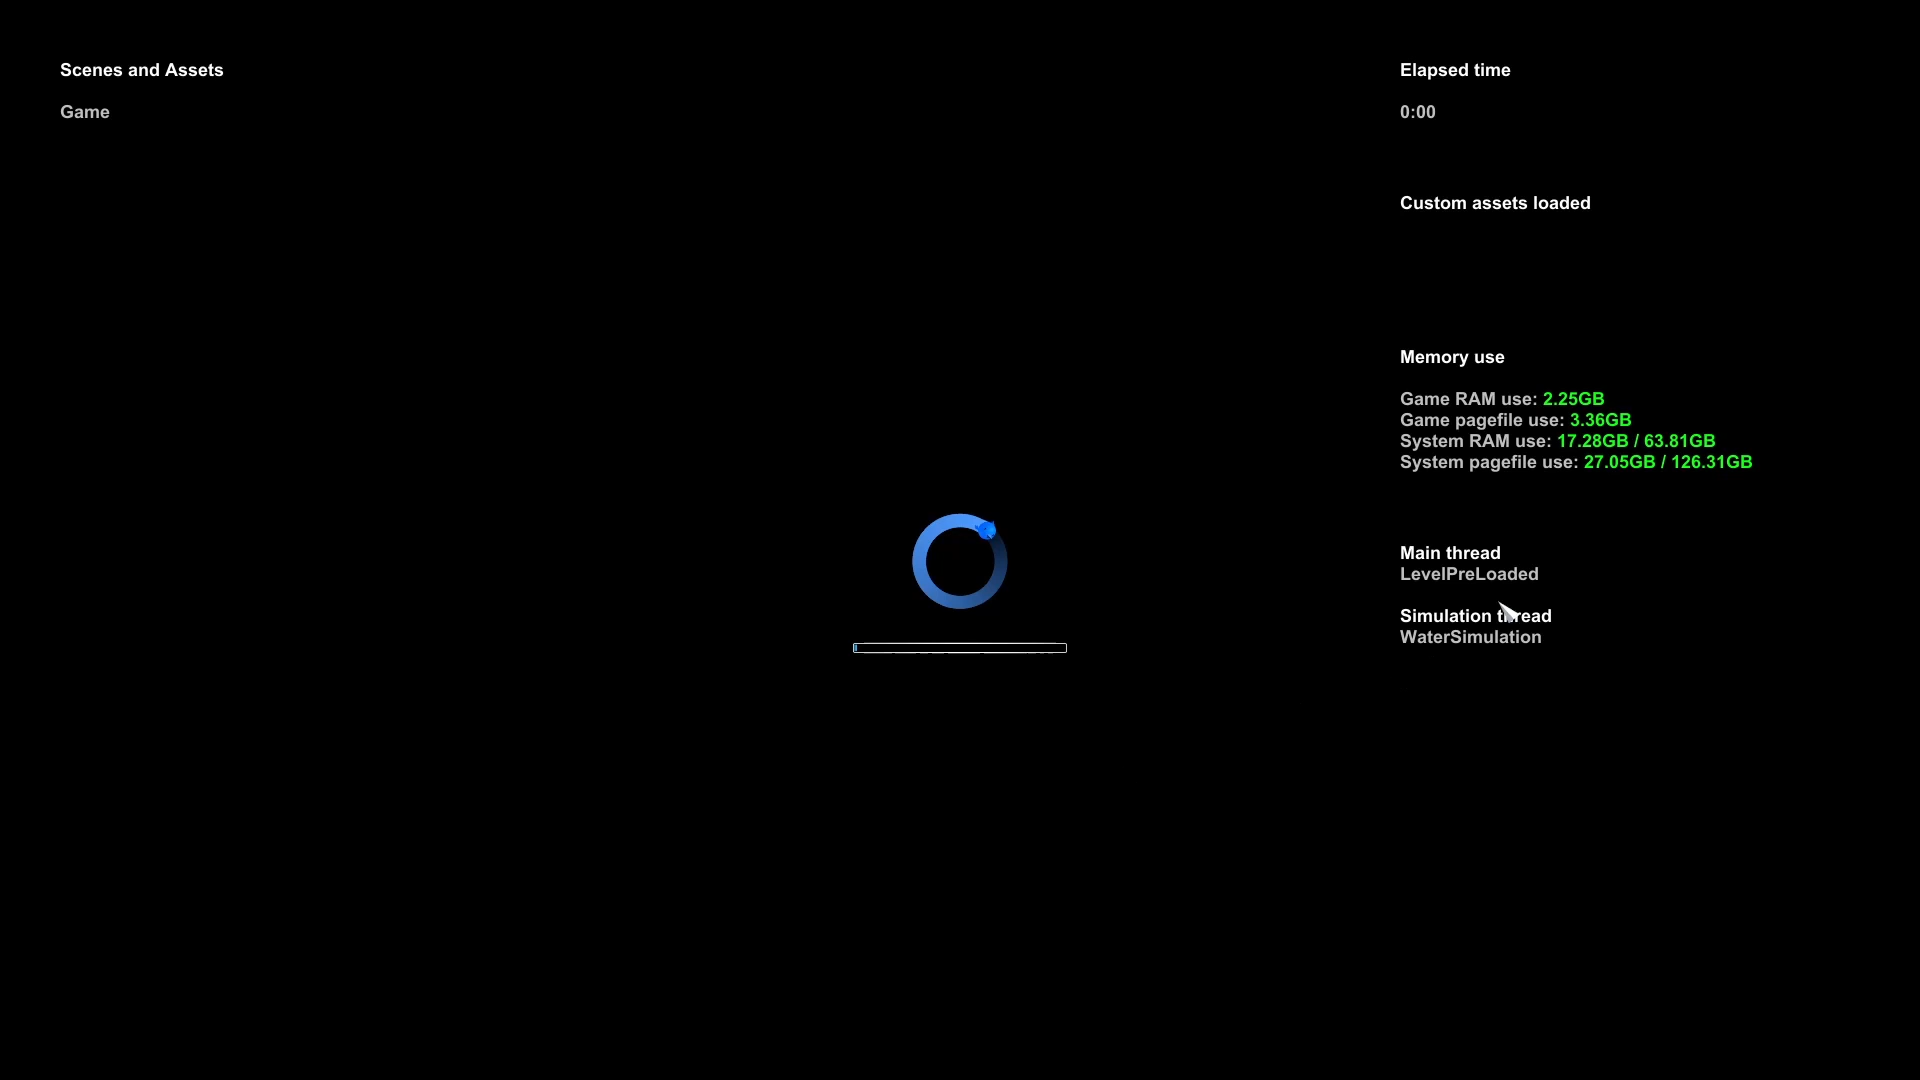 Scenes and Assets
Game
Elapsed time
0:00
Custom assets loaded
Memory use
Game RAM use: 2.25GB
Game pagefile use: 3.36GB
System RAM use: 17.28GB / 63.81GB
System pagefile use: 27.05GB / 126.31GB
Main thread
LevelPreLoaded
Simulation thread
WaterSimulation